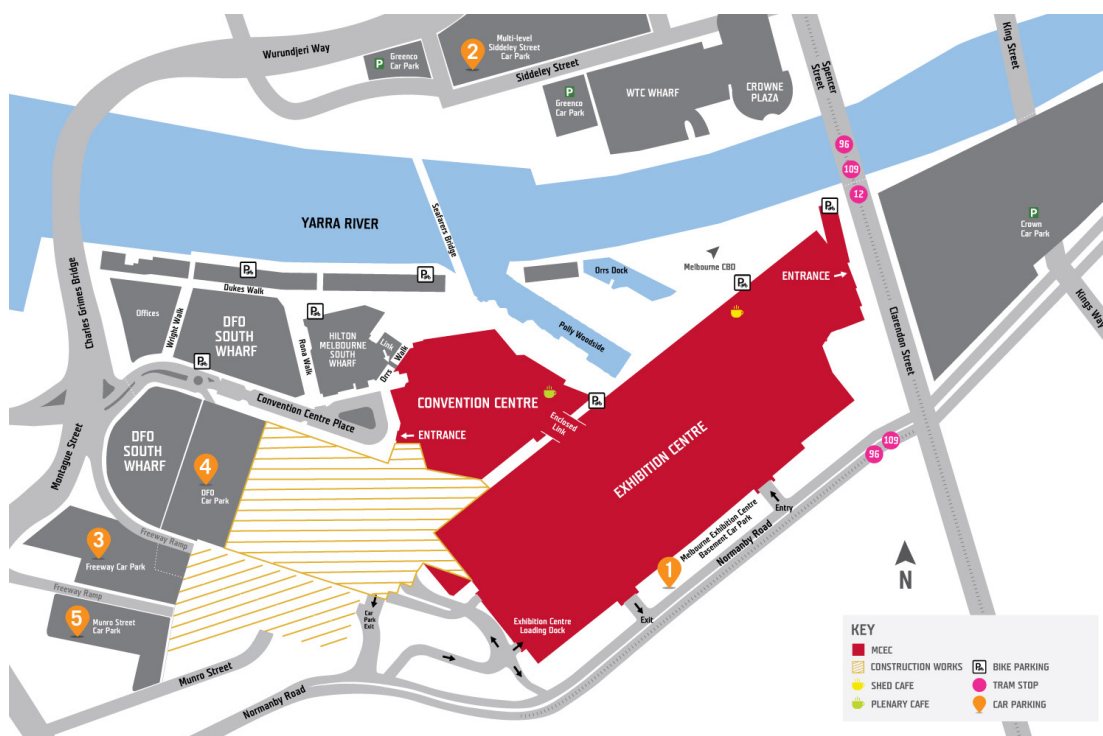 Wurundjeri Way
P
Greenco
Car Park
2
Multi-level
Siddeley Street
Car Park
Siddeley Street
P
Greenco
Car Park
WTC WHARF
CROWNE
PLAZA
Spencer
Street
King Street
96
109
12
P
Crown
Car Park
Kings Way
YARRA RIVER
Seafarers Bridge
Charles Grimes Bridge
Dukes Walk
Offices
Wright Walk
DFO
SOUTH
WHARF
Rona Walk
HILTON
MELBOURNE
SOUTH
WHARF
Link
Orrs Walk
Orrs Dock
Polly Woodside
Melbourne CBD
ENTRANCE
Clarendon Street
Convention Centre Place
CONVENTION CENTRE
ENTRANCE
Enclosed
Link
EXHIBITION CENTRE
Montague Street
DFO
SOUTH
WHARF
4
DFO
Car Park
Freeway Ramp
3
Freeway Car Park
Freeway Ramp
5
Munro Street
Car Park
Munro Street
Normanby Road
Car
Park
Exit
Exhibition Centre
Loading Dock
Exit
1
Melbourne Exhibition Centre
Basement Car Park
Entry
Normanby Road
96
109
N
KEY
MCEC
CONSTRUCTION WORKS
SHED CAFE
PLENARY CAFE
BIKE PARKING
TRAM STOP
CAR PARKING